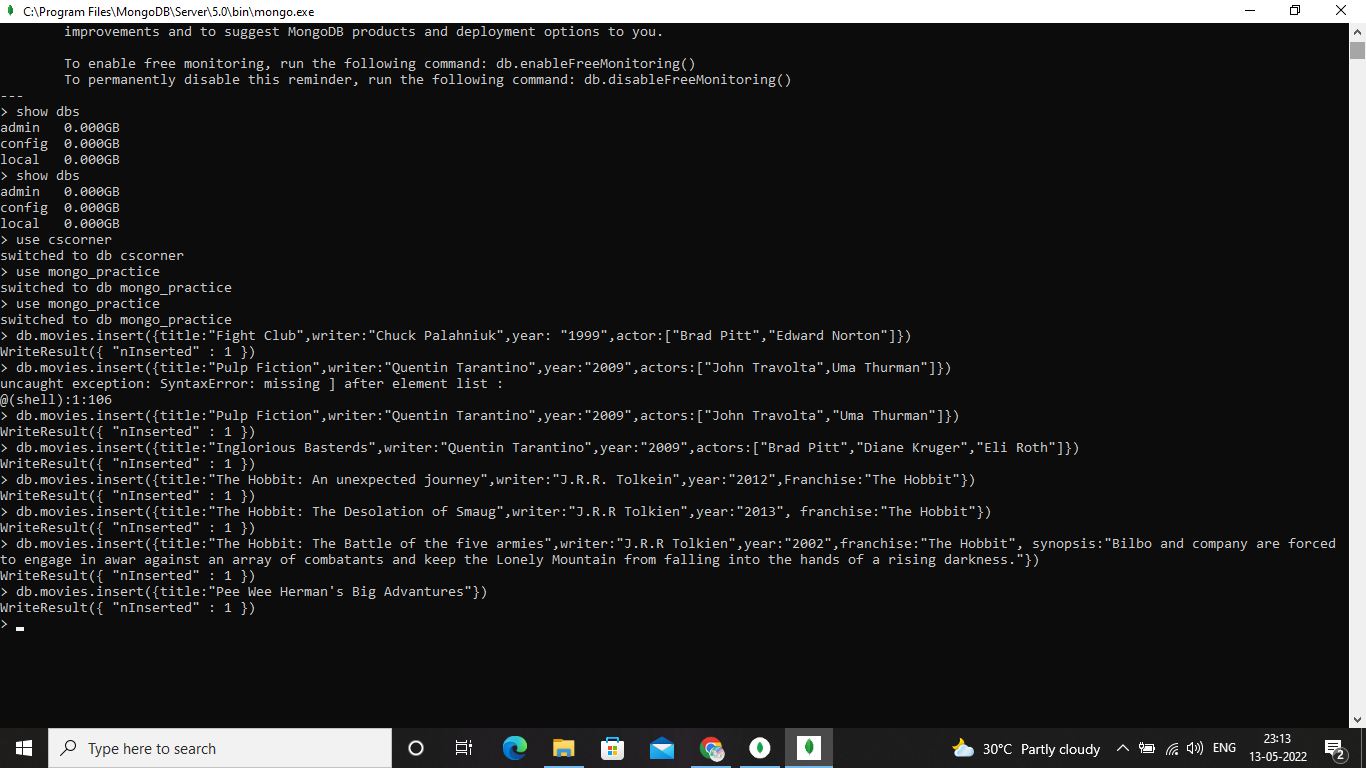 C:\Program Files\MongoDB\Server\5.0\bin\mongo.exe
improvements and to suggest MongoDB products and deployment options to you.
To enable free monitoring, run the following command: db.enableFreeMonitoring()
To permanently disable this reminder, run the following command: db.disableFreeMonitoring()
---
> show dbs
admin   0.000GB
config  0.000GB
local   0.000GB
> show dbs
admin   0.000GB
config  0.000GB
local   0.000GB
> use cscorner
switched to db cscorner
> use mongo_practice
switched to db mongo_practice
> use mongo_practice
switched to db mongo_practice
> db.movies.insert({title:"Fight Club",writer:"Chuck Palahniuk",year: "1999",actor:["Brad Pitt","Edward Norton"]})
WriteResult({ "nInserted" : 1 })
> db.movies.insert({title:"Pulp Fiction",writer:"Quentin Tarantino",year:"2009",actors:["John Travolta",Uma Thurman"]})
uncaught exception: SyntaxError: missing ] after element list :
@(shell):1:106
> db.movies.insert({title:"Pulp Fiction",writer:"Quentin Tarantino",year:"2009",actors:["John Travolta","Uma Thurman"]})
WriteResult({ "nInserted" : 1 })
> db.movies.insert({title:"Inglorious Basterds",writer:"Quentin Tarantino",year:"2009",actors:["Brad Pitt","Diane Kruger","Eli Roth"]})
WriteResult({ "nInserted" : 1 })
> db.movies.insert({title:"The Hobbit: An unexpected journey",writer:"J.R.R. Tolkein",year:"2012",Franchise:"The Hobbit"})
WriteResult({ "nInserted" : 1 })
> db.movies.insert({title:"The Hobbit: The Desolation of Smaug",writer:"J.R.R Tolkien",year:"2013", franchise:"The Hobbit"})
WriteResult({ "nInserted" : 1 })
> db.movies.insert({title:"The Hobbit: The Battle of the five armies",writer:"J.R.R Tolkien",year:"2002",franchise:"The Hobbit", synopsis:"Bilbo and company are forced
to engage in awar against an array of combatants and keep the Lonely Mountain from falling into the hands of a rising darkness."})
WriteResult({ "nInserted" : 1 })
> db.movies.insert({title:"Pee Wee Herman's Big Advantures"})
WriteResult({ "nInserted" : 1 })
>
Type here to search
30°C Partly cloudy
ENG
23:13
13-05-2022
2